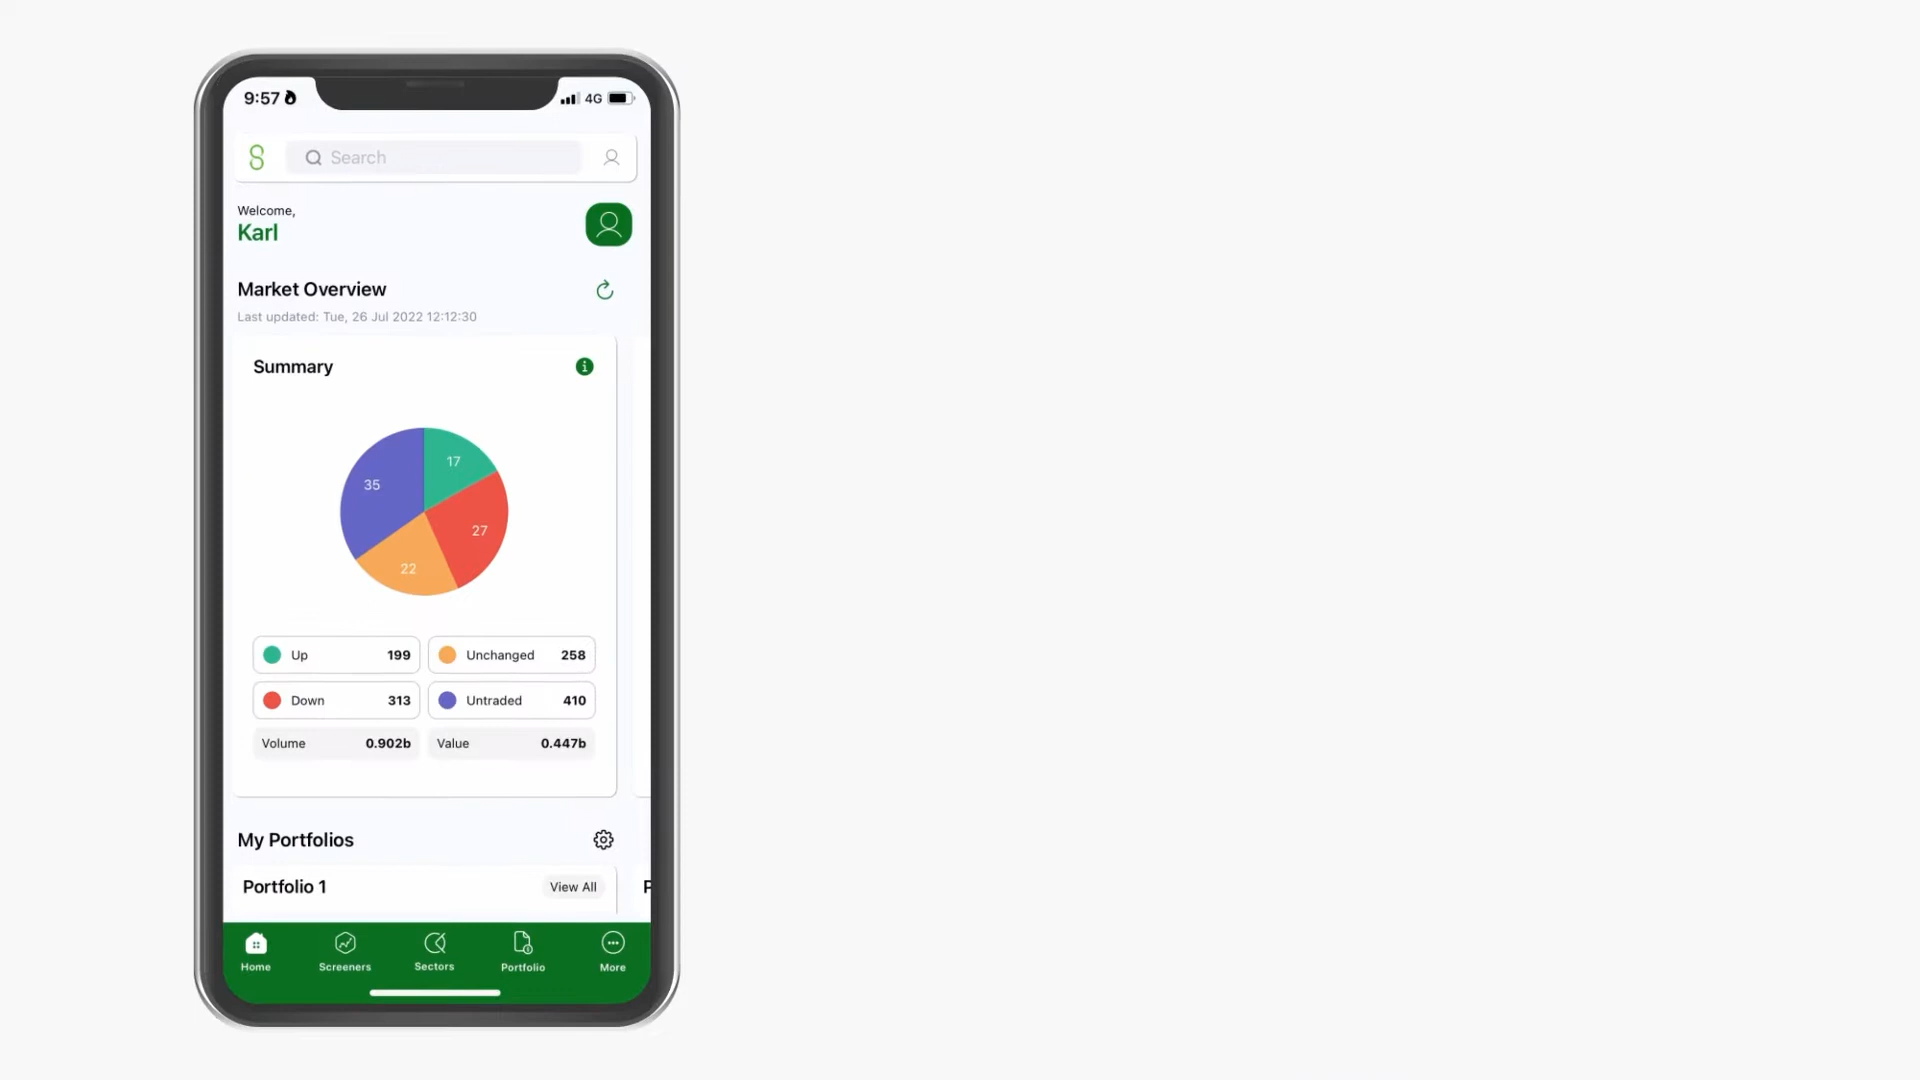 9:57 4G
Search
Welcome,
Karl
Market Overview
Last updated: Tue, 26 Jul 2022 12:12:30
Summary
17
35
27
22
Up 199 Unchanged 258
Down 313 Untraded 410
Volume 0.902b Value 0.447b
My Portfolios
Portfolio 1 View All
Home Screeners Sectors Portfolio More